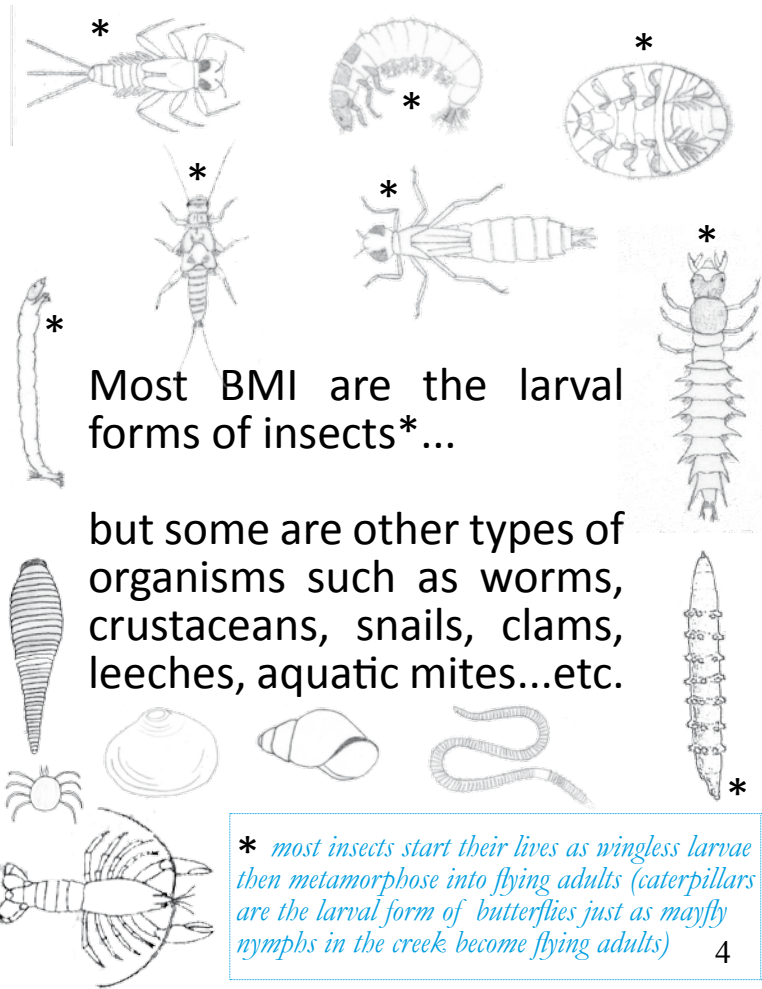 *
*
*
*
*
*
*
Most BMI are the larval
forms of insects*...
but some are other types of
organisms such as worms,
crustaceans, snails, clams,
leeches, aquatic mites...etc.
*
* most insects start their lives as wingless larvae
then metamorphose into flying adults (caterpillars
are the larval form of butterflies just as mayfly
nymphs in the creek become flying adults)
4